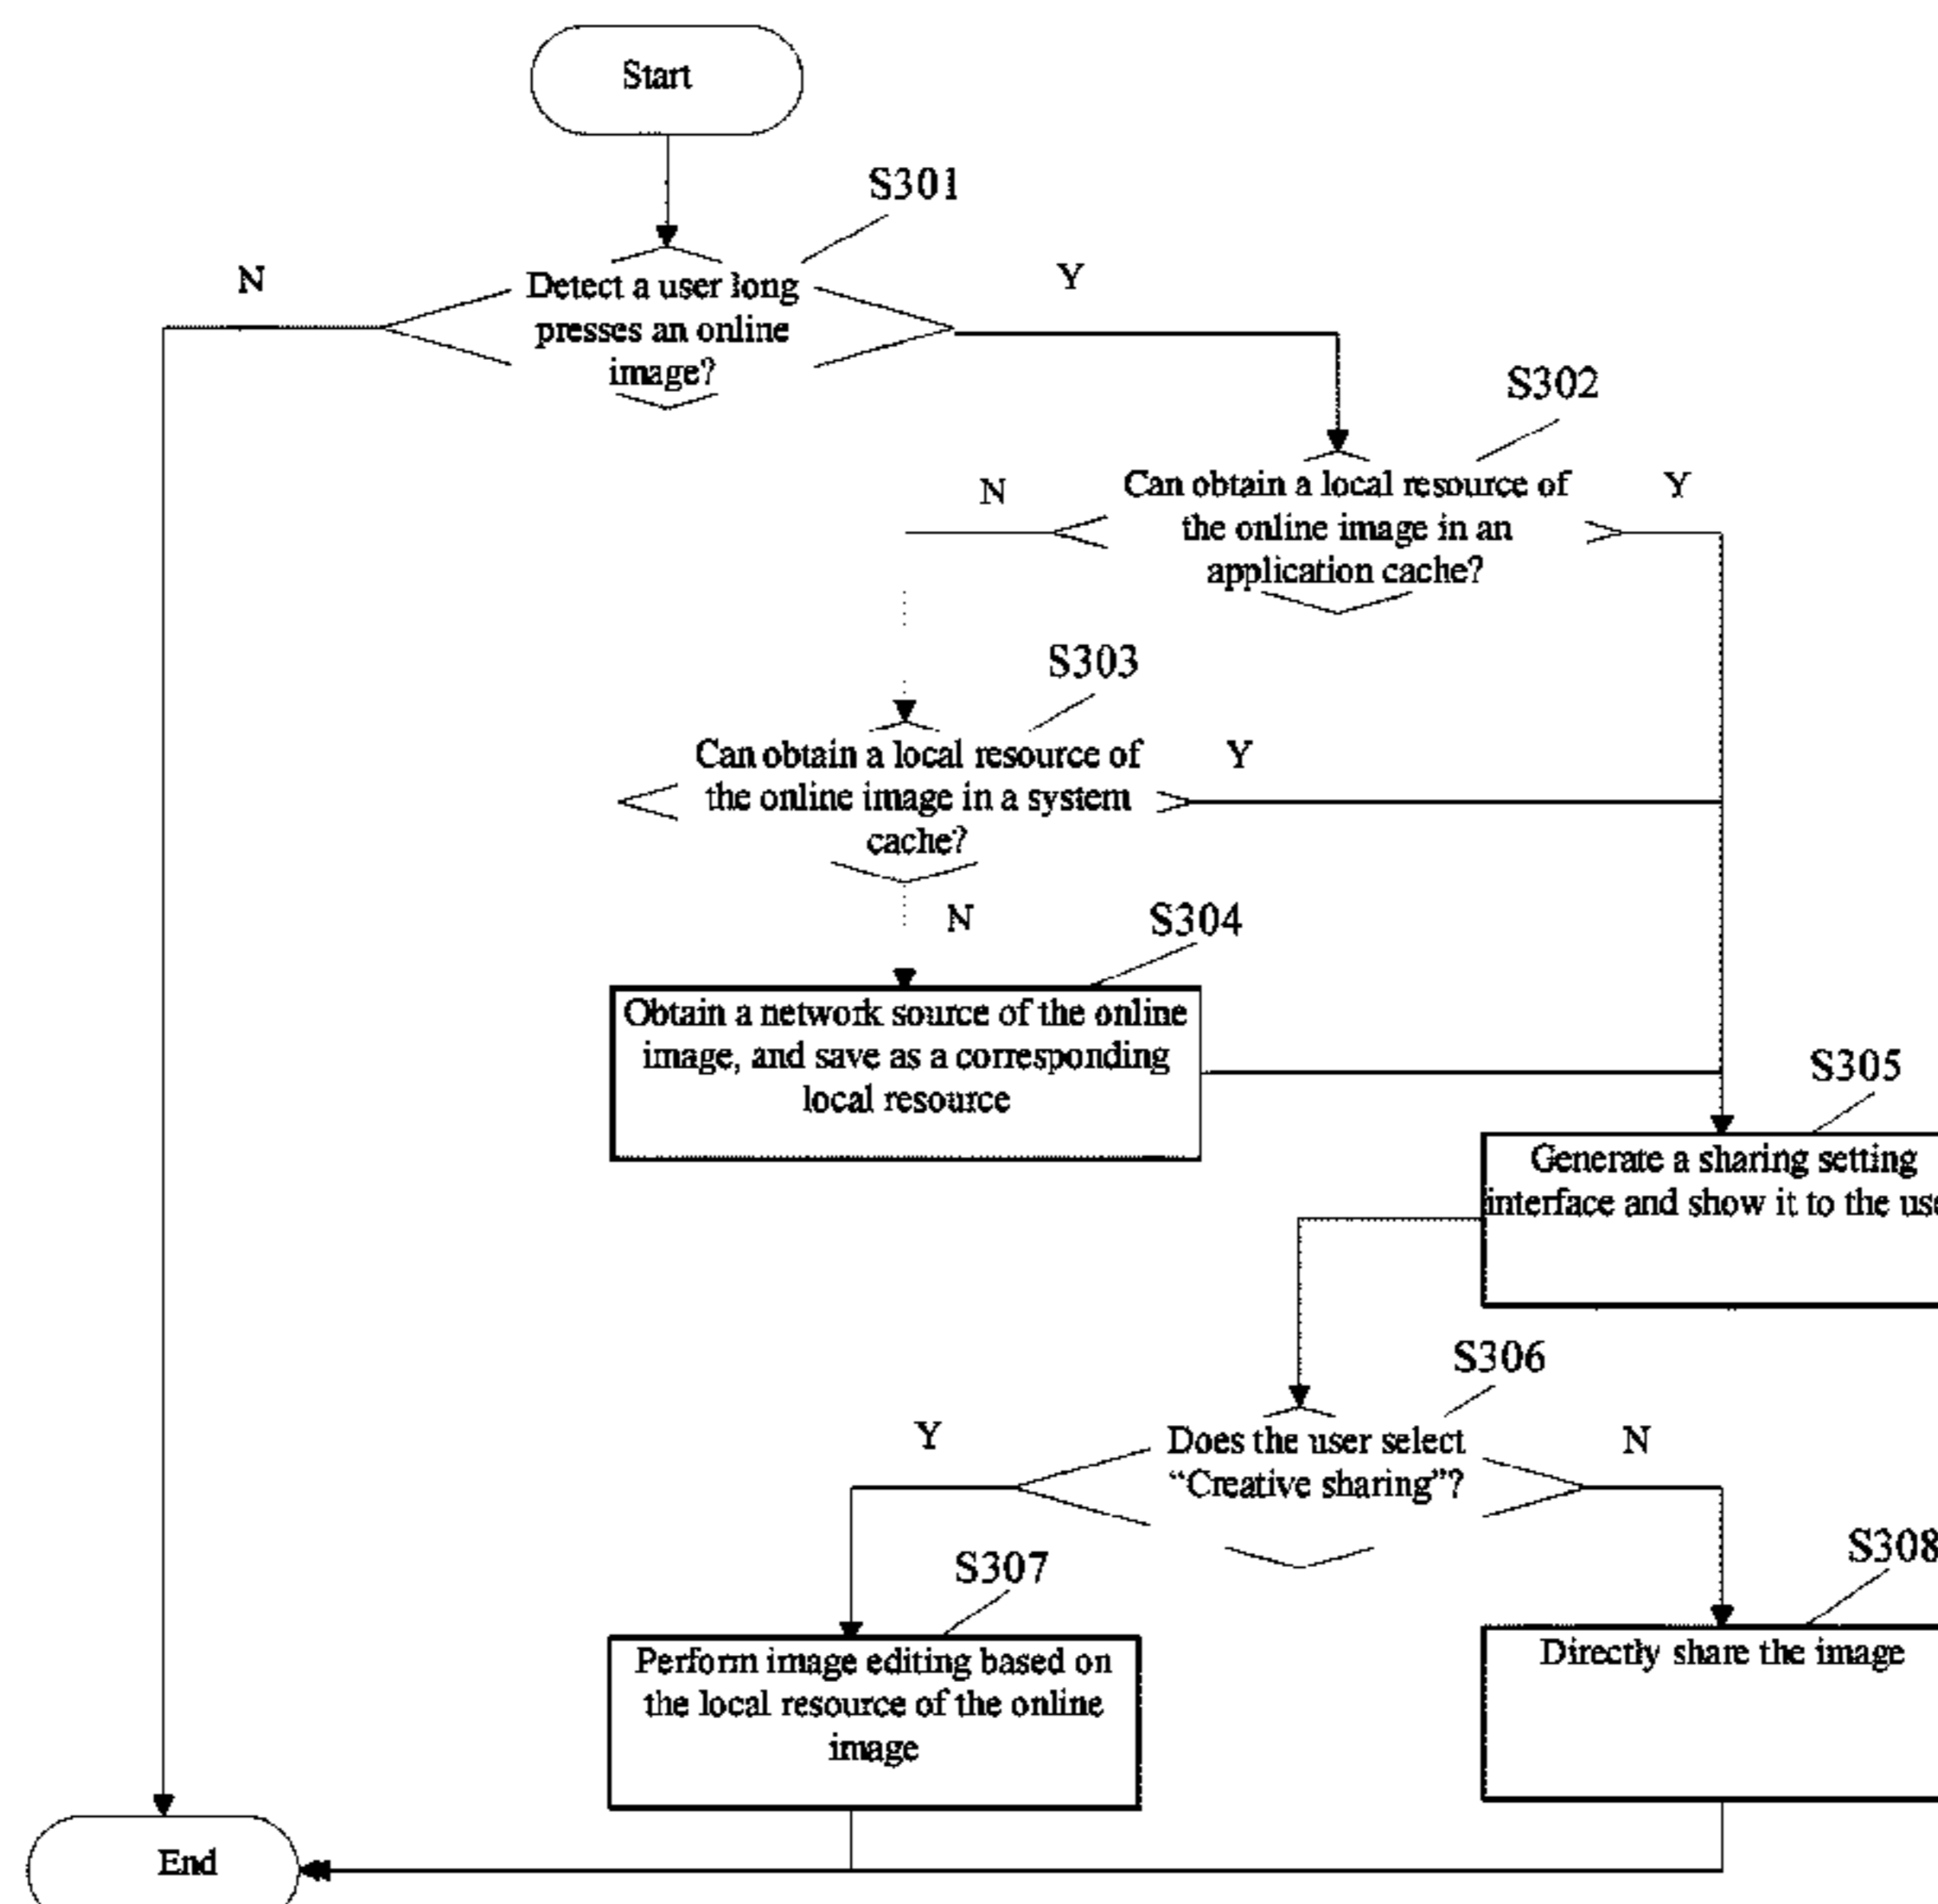 Start
S301
N
Detect a user long
presses an online
image?
Y
S302
N
Can obtain a local resource of
the online image in an
application cache?
Y
S303
Can obtain a local resource of
the online image in a system
cache?
Y
N
S304
Obtain a network source of the online
image, and save as a corresponding
local resource
S305
Generate a sharing setting
interface and show it to the
S306
Y
Does the user select
“Creative sharing”?
N
S307
S308
Perform image editing based on
the local resource of the online
image
Directly share the image
End